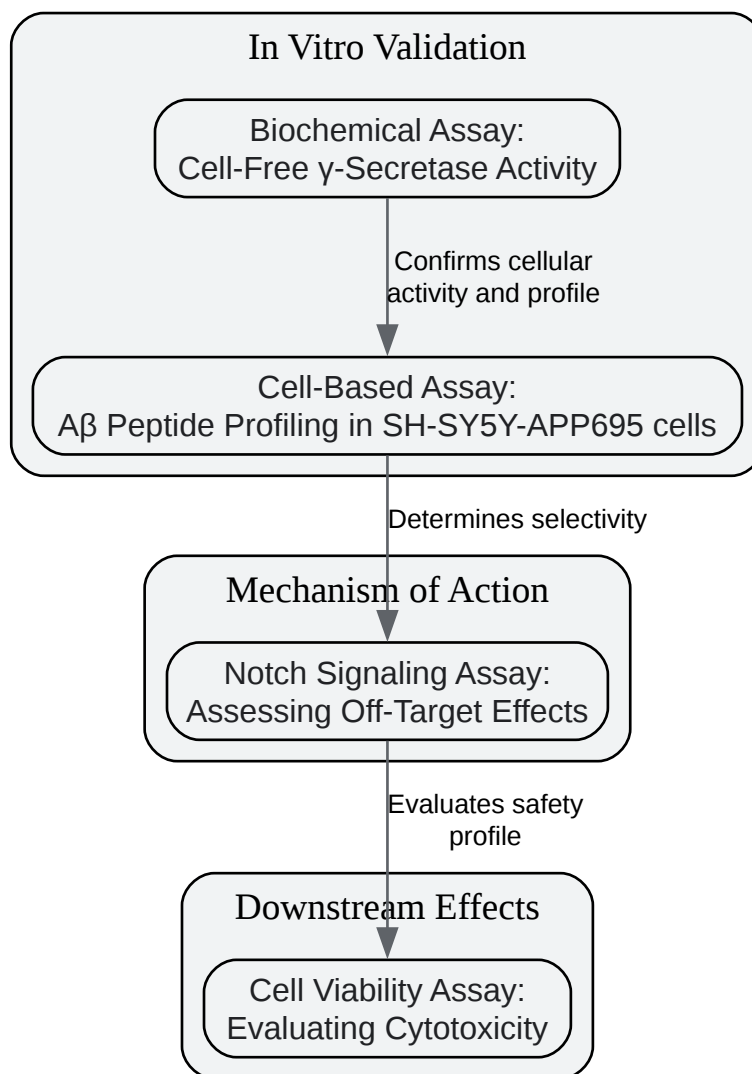 In Vitro Validation
Biochemical Assay:
Cell-Free γ-Secretase Activity
Confirms cellular
activity and profile
Cell-Based Assay:
Aβ Peptide Profiling in SH-SY5Y-APP695 cells
Determines selectivity
Mechanism of Action
Notch Signaling Assay:
Assessing Off-Target Effects
Evaluates safety
profile
Downstream Effects
Cell Viability Assay:
Evaluating Cytotoxicity